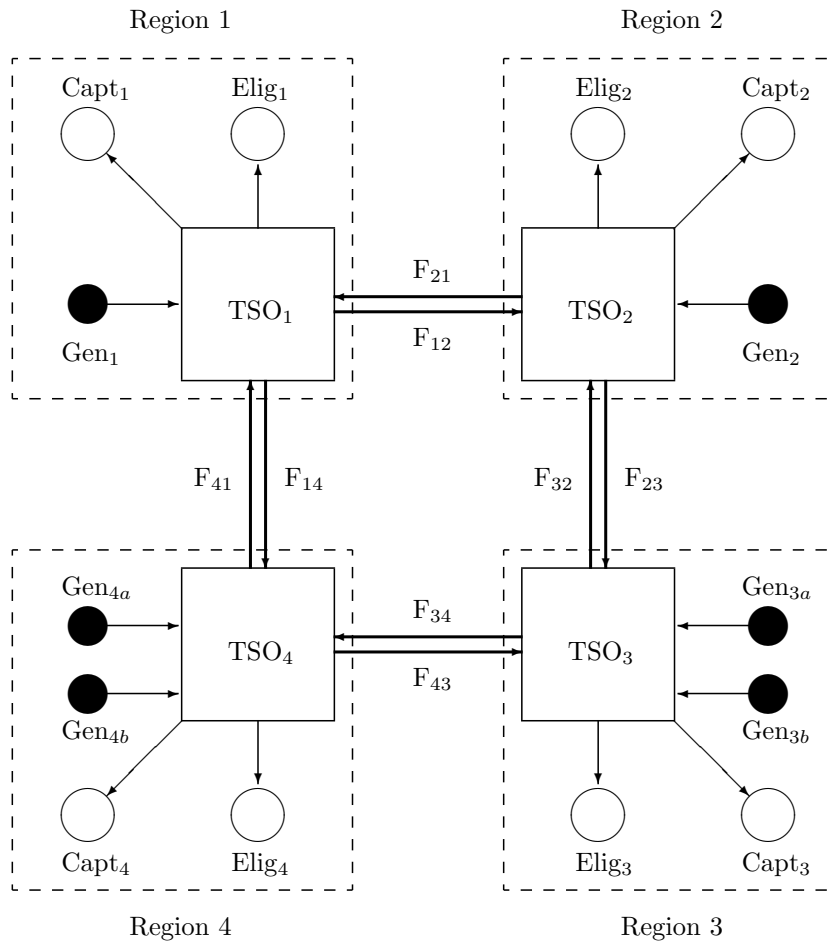 Region 1
Region 2
Capt₁
Elig₁
Elig₂
Capt₂
F₂₁
TSO₁
TSO₂
F₁₂
Gen₁
Gen₂
F₄₁
F₁₄
F₃₂
F₂₃
Gen₄ₐ
Gen₃ₐ
F₃₄
TSO₄
TSO₃
F₄₃
Gen₄b
Gen₃b
Capt₄
Elig₄
Elig₃
Capt₃
Region 4
Region 3